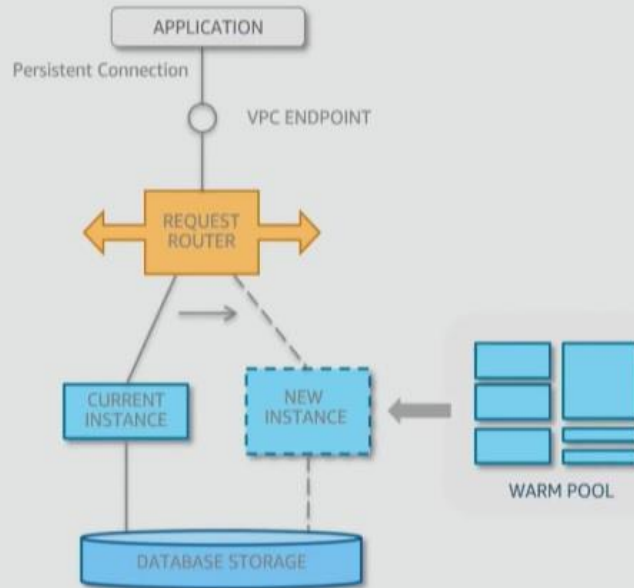 APPLICATION
Persistent Connection
VPC ENDPOINT
REQUEST
ROUTER
CURRENT
INSTANCE
NEW
INSTANCE
WARM POOL
DATABASE STORAGE